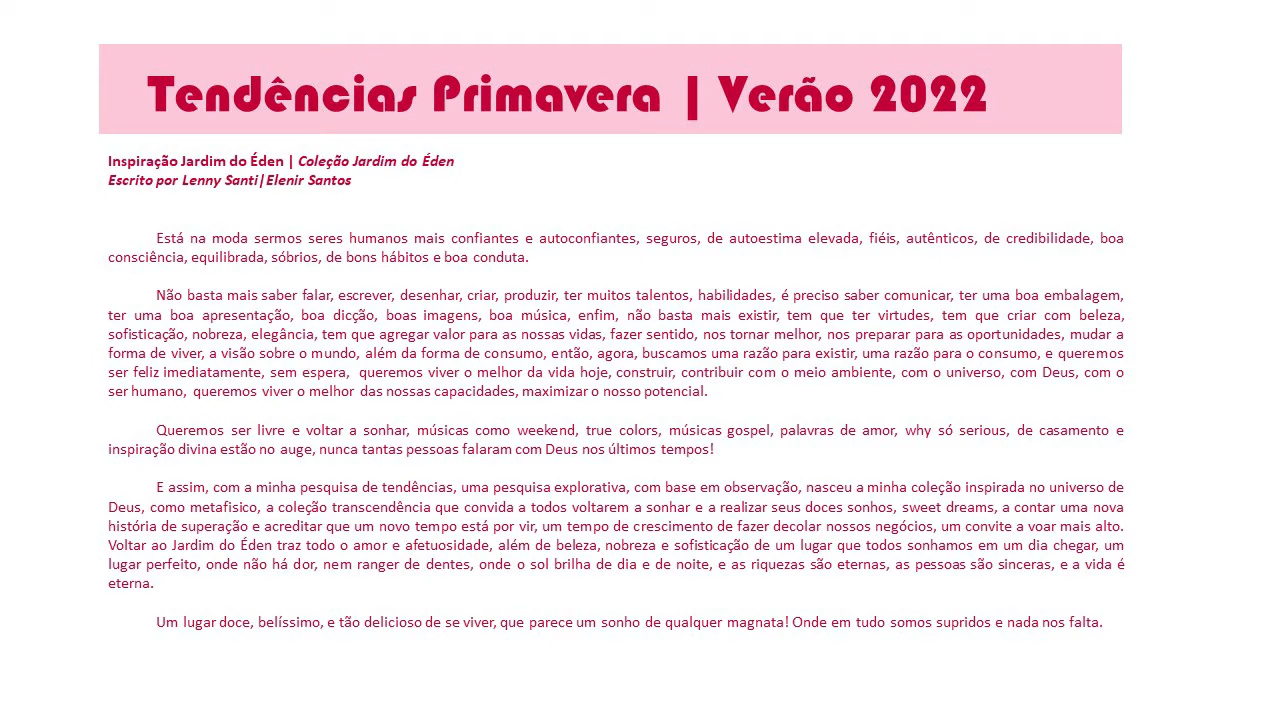 Tendências Primavera | Verão 2022
Inspiração Jardim do Éden | Coleção Jardim do Éden
Escrito por Lenny Santi|Elenir Santos
Está na moda sermos seres humanos mais confiantes e autoconfiantes, seguros, de autoestima elevada, fiéis, autênticos, de credibilidade, boa
consciência, equilibrada, sóbrios, de bons hábitos e boa conduta.
Não basta mais saber falar, escrever, desenhar, criar, produzir, ter muitos talentos, habilidades, é preciso saber comunicar, ter uma boa embalagem,
ter uma boa apresentação, boa dicção, boas imagens, boa música, enfim, não basta mais existir, tem que ter virtudes, tem que criar com beleza,
sofisticação, nobreza, elegância, tem que agregar valor para as nossas vidas, fazer sentido, nos tornar melhor, nos preparar para as oportunidades, mudar a
forma de viver, a visão sobre o mundo, além da forma de consumo, então, agora, buscamos uma razão para existir, uma razão para o consumo, e queremos
ser feliz imediatamente, sem espera, queremos viver o melhor da vida hoje, construir, contribuir com o meio ambiente, com o universo, com Deus, com o
ser humano, queremos viver o melhor das nossas capacidades, maximizar o nosso potencial.
Queremos ser livre e voltar a sonhar, músicas como weekend, true colors, músicas gospel, palavras de amor, why só serious, de casamento e
inspiração divina estão no auge, nunca tantas pessoas falaram com Deus nos últimos tempos!
E assim, com a minha pesquisa de tendências, uma pesquisa explorativa, com base em observação, nasceu a minha coleção inspirada no universo de
Deus, como metafisico, a coleção transcendência que convida a todos voltarem a sonhar e a realizar seus doces sonhos, sweet dreams, a contar uma nova
história de superação e acreditar que um novo tempo está por vir, um tempo de crescimento de fazer decolar nossos negócios, um convite a voar mais alto.
Voltar ao Jardim do Éden traz todo o amor e afetuosidade, além de beleza, nobreza e sofisticação de um lugar que todos sonhamos em um dia chegar, um
lugar perfeito, onde não há dor, nem ranger de dentes, onde o sol brilha de dia e de noite, e as riquezas são eternas, as pessoas são sinceras, e a vida é
eterna.
Um lugar doce, belíssimo, e tão delicioso de se viver, que parece um sonho de qualquer magnata! Onde em tudo somos supridos e nada nos falta.